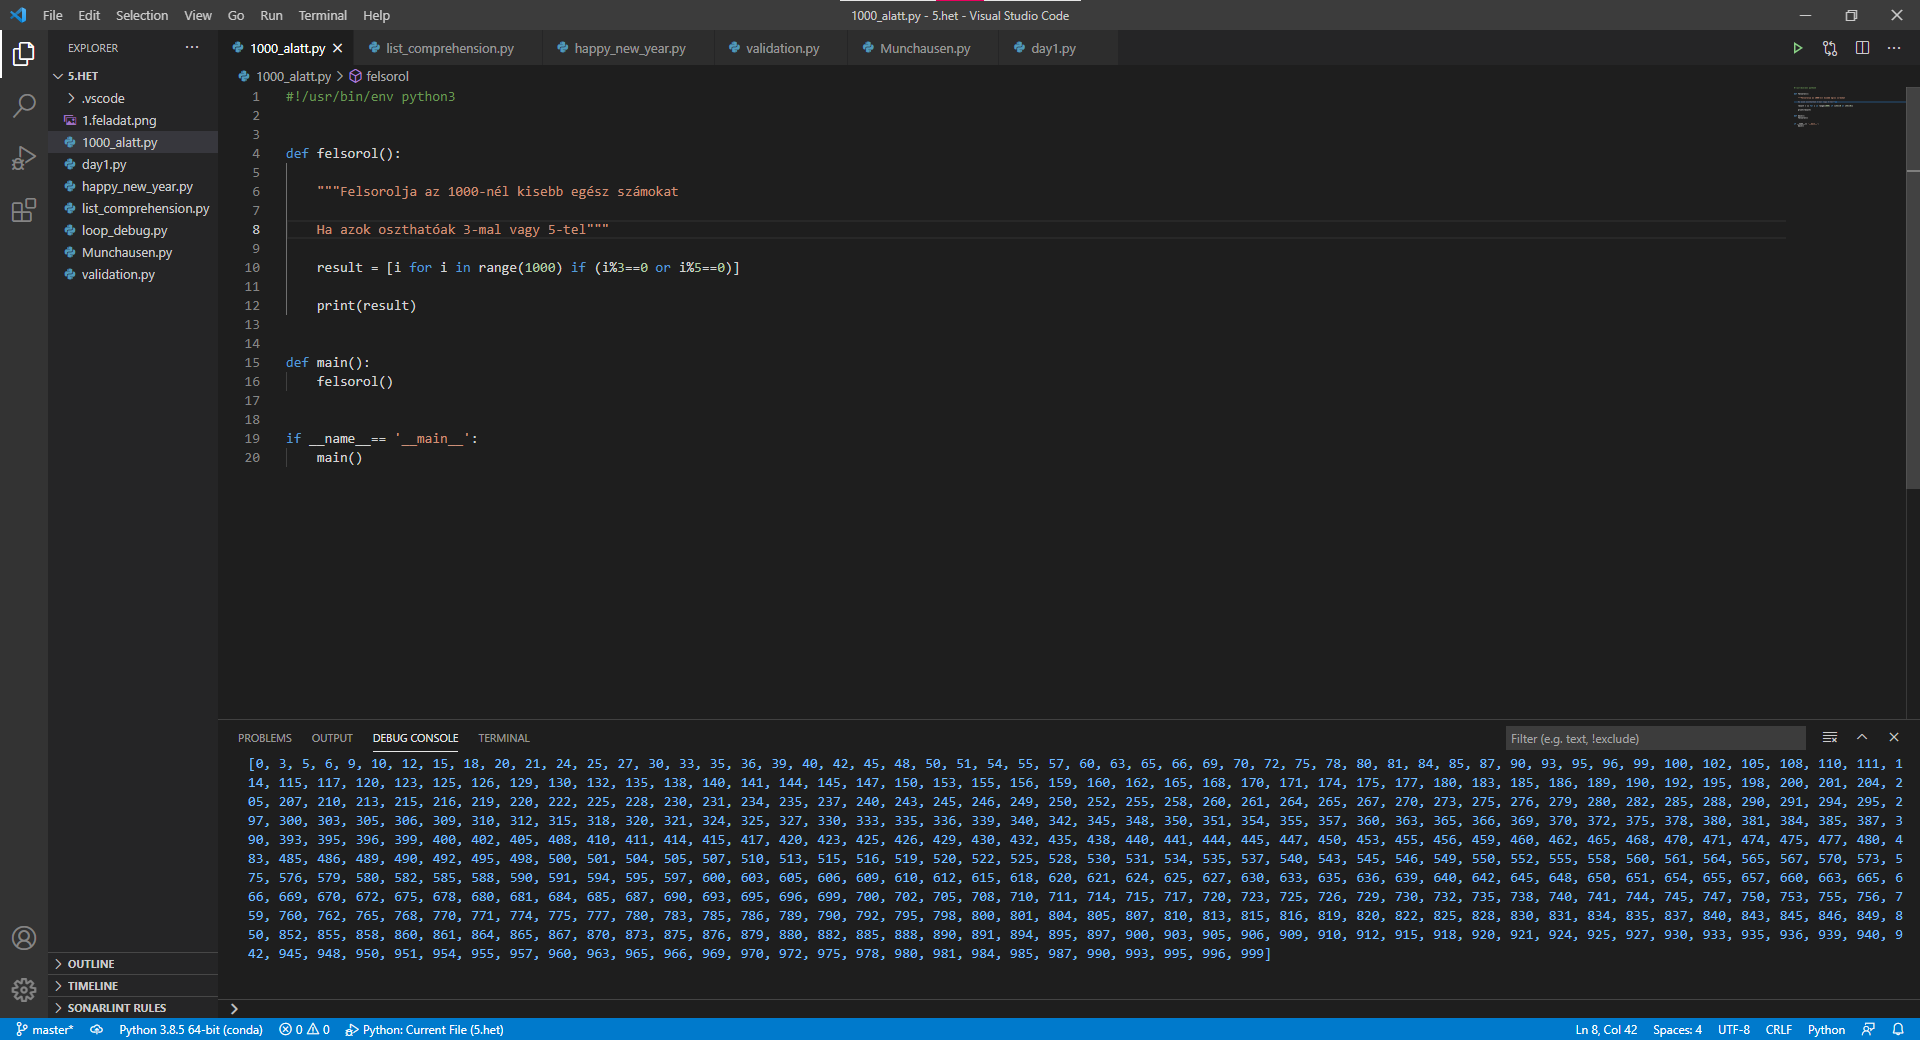 File Edit Selection View Go Run Terminal Help
1000_alatt.py - 5.het - Visual Studio Code
EXPLORER
5.HET
.vscode
1.feladat.png
1000_alatt.py
day1.py
happy_new_year.py
list_comprehension.py
loop_debug.py
Munchausen.py
validation.py
OUTLINE
TIMELINE
SONARLINT RULES
1000_alatt.py list_comprehension.py happy_new_year.py validation.py Munchausen.py day1.py
1000_alatt.py > felsorol
1 #!/usr/bin/env python3
2
3
4 def felsorol():
5
6 """Felsorolja az 1000-nél kisebb egész számokat
7
8 Ha azok oszthatóak 3-mal vagy 5-tel"""
9
10 result = [i for i in range(1000) if (i%3==0 or i%5==0)]
11
12 print(result)
13
14
15 def main():
16 felsorol()
17
18
19 if __name__== '__main__':
20 main()
PROBLEMS OUTPUT DEBUG CONSOLE TERMINAL
Filter (e.g. text, !exclude)
[0, 3, 5, 6, 9, 10, 12, 15, 18, 20, 21, 24, 25, 27, 30, 33, 35, 36, 39, 40, 42, 45, 48, 50, 51, 54, 55, 57, 60, 63, 65, 66, 69, 70, 72, 75, 78, 80, 81, 84, 85, 87, 90, 93, 95, 96, 99, 100, 102, 105, 108, 110, 111, 1
14, 115, 117, 120, 123, 125, 126, 129, 130, 132, 135, 138, 140, 141, 144, 145, 147, 150, 153, 155, 156, 159, 160, 162, 165, 168, 170, 171, 174, 175, 177, 180, 183, 185, 186, 189, 190, 192, 195, 198, 200, 201, 204, 2
05, 207, 210, 213, 215, 216, 219, 220, 222, 225, 228, 230, 231, 234, 235, 237, 240, 243, 245, 246, 249, 250, 252, 255, 258, 260, 261, 264, 265, 267, 270, 273, 275, 276, 279, 280, 282, 285, 288, 290, 291, 294, 295, 2
97, 300, 303, 305, 306, 309, 310, 312, 315, 318, 320, 321, 324, 325, 327, 330, 333, 335, 336, 339, 340, 342, 345, 348, 350, 351, 354, 355, 357, 360, 363, 365, 366, 369, 370, 372, 375, 378, 380, 381, 384, 385, 387, 3
90, 393, 395, 396, 399, 400, 402, 405, 408, 410, 411, 414, 415, 417, 420, 423, 425, 426, 429, 430, 432, 435, 438, 440, 441, 444, 445, 447, 450, 453, 455, 456, 459, 460, 462, 465, 468, 470, 471, 474, 475, 477, 480, 4
83, 485, 486, 489, 490, 492, 495, 498, 500, 501, 504, 505, 507, 510, 513, 515, 516, 519, 520, 522, 525, 528, 530, 531, 534, 535, 537, 540, 543, 545, 546, 549, 550, 552, 555, 558, 560, 561, 564, 565, 567, 570, 573, 5
75, 576, 579, 580, 582, 585, 588, 590, 591, 594, 595, 597, 600, 603, 605, 606, 609, 610, 612, 615, 618, 620, 621, 624, 625, 627, 630, 633, 635, 636, 639, 640, 642, 645, 648, 650, 651, 654, 655, 657, 660, 663, 665, 6
66, 669, 670, 672, 675, 678, 680, 681, 684, 685, 687, 690, 693, 695, 696, 699, 700, 702, 705, 708, 710, 711, 714, 715, 717, 720, 723, 725, 726, 729, 730, 732, 735, 738, 740, 741, 744, 745, 747, 750, 753, 755, 756, 7
59, 760, 762, 765, 768, 770, 771, 774, 775, 777, 780, 783, 785, 786, 789, 790, 792, 795, 798, 800, 801, 804, 805, 807, 810, 813, 815, 816, 819, 820, 822, 825, 828, 830, 831, 834, 835, 837, 840, 843, 845, 846, 849, 8
50, 852, 855, 858, 860, 861, 864, 865, 867, 870, 873, 875, 876, 879, 880, 882, 885, 888, 890, 891, 894, 895, 897, 900, 903, 905, 906, 909, 910, 912, 915, 918, 920, 921, 924, 925, 927, 930, 933, 935, 936, 939, 940, 9
42, 945, 948, 950, 951, 954, 955, 957, 960, 963, 965, 966, 969, 970, 972, 975, 978, 980, 981, 984, 985, 987, 990, 993, 995, 996, 999]
master* Python 3.8.5 64-bit (conda) 0 0 Python: Current File (5.het)
Ln 8, Col 42 Spaces: 4 UTF-8 CRLF Python